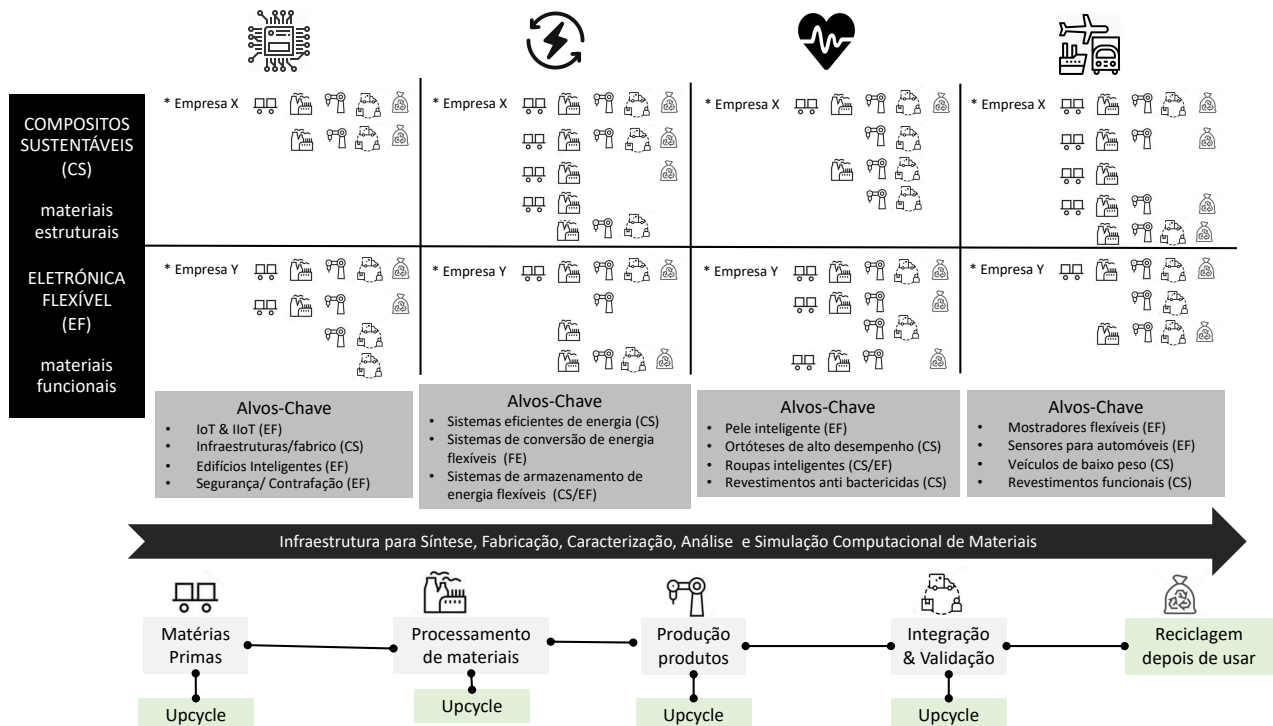 COMPOSITOS
SUSTENTÁVEIS
(CS)
materiais
estruturais
* Empresa X
* Empresa X
* Empresa X
* Empresa X
ELETRÓNICA
FLEXÍVEL
(EF)
materiais
funcionais
* Empresa Y
* Empresa Y
* Empresa Y
* Empresa Y
Alvos-Chave
• IoT & IIoT (EF)
• Infraestruturas/fabrico (CS)
• Edifícios Inteligentes (EF)
• Segurança/ Contrafação (EF)
Alvos-Chave
• Sistemas eficientes de energia (CS)
• Sistemas de conversão de energia
flexíveis (FE)
• Sistemas de armazenamento de
energia flexíveis (CS/EF)
Alvos-Chave
• Pele inteligente (EF)
• Ortóteses de alto desempenho (CS)
• Roupas inteligentes (CS/EF)
• Revestimentos anti bactericidas (CS)
Alvos-Chave
• Mostradores flexíveis (EF)
• Sensores para automóveis (EF)
• Veículos de baixo peso (CS)
• Revestimentos funcionais (CS)
Infraestrutura para Síntese, Fabricação, Caracterização, Análise e Simulação Computacional de Materiais
Matérias
Primas
Processamento
de materiais
Produção
produtos
Integração
& Validação
Reciclagem
depois de usar
Upcycle
Upcycle
Upcycle
Upcycle